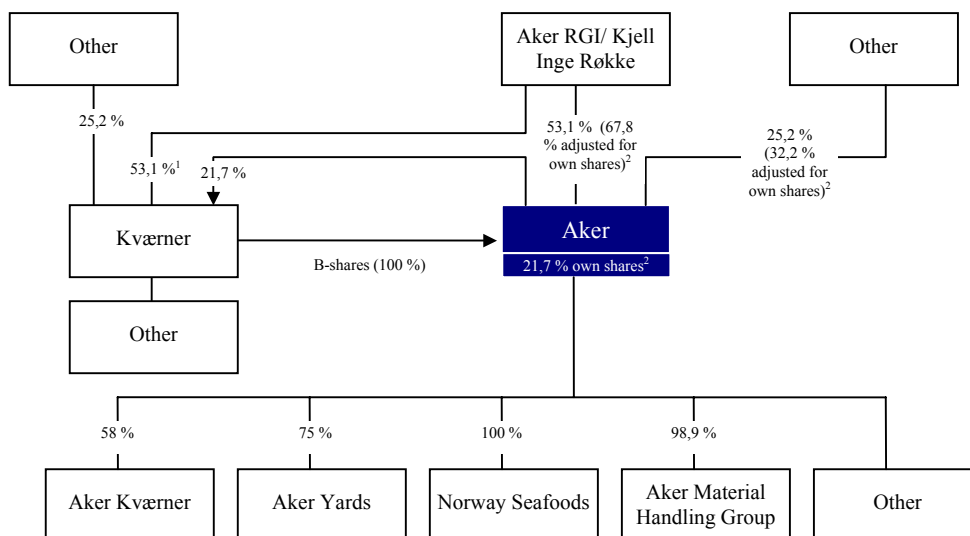 Other
Aker RGI/ Kjell
Inge Røkke
Other
25,2 %
53,1 %¹
21,7 %
53,1 % (67,8
% adjusted for
own shares)²
25,2 %
(32,2 %
adjusted for
own shares)²
Kværner
B-shares (100 %)
Aker
21,7 % own shares²
Other
58 %
75 %
100 %
98,9 %
Aker Kværner
Aker Yards
Norway Seafoods
Aker Material
Handling Group
Other